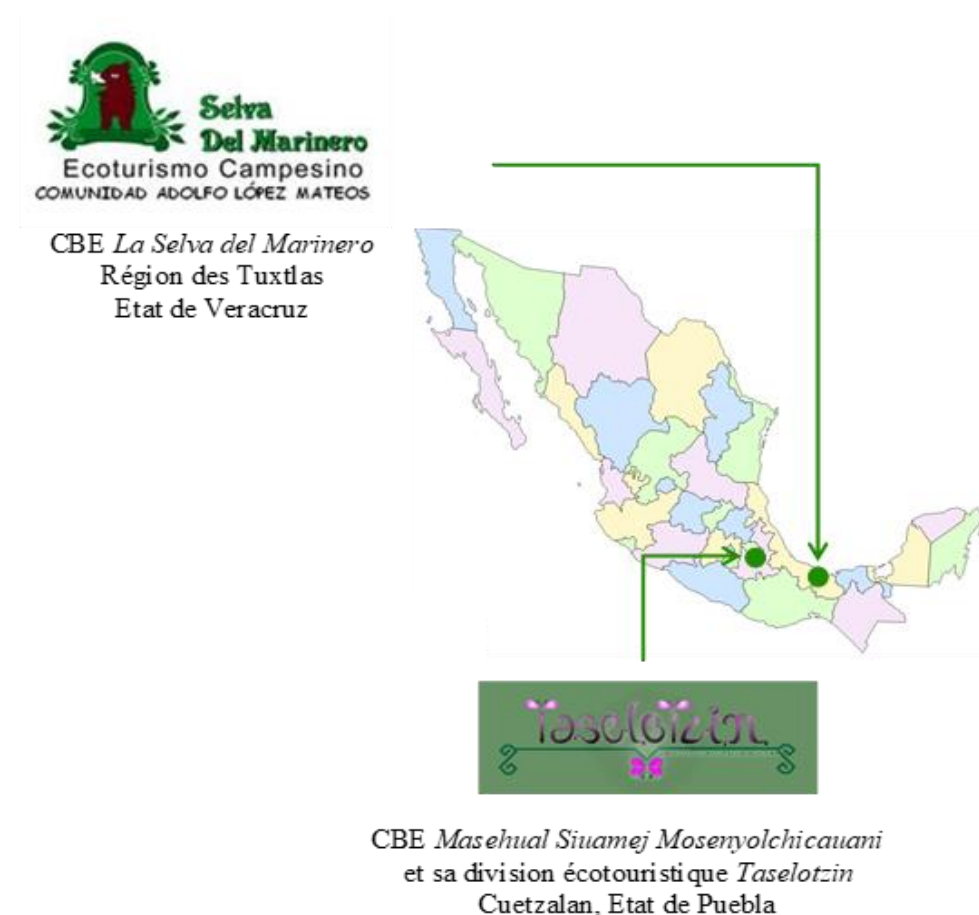 Selva
Del Marinero
Ecoturismo Campesino
COMUNIDAD ADOLFO LÓPEZ MATEOS
CBE La Selva del Marinero
Région des Tuxtlas
Etat de Veracruz
Taselotzin
CBE Masehual Siuamej Mosenyolchicauani
et sa division écotouristique Taselotzin
Cuetzalan, Etat de Puebla